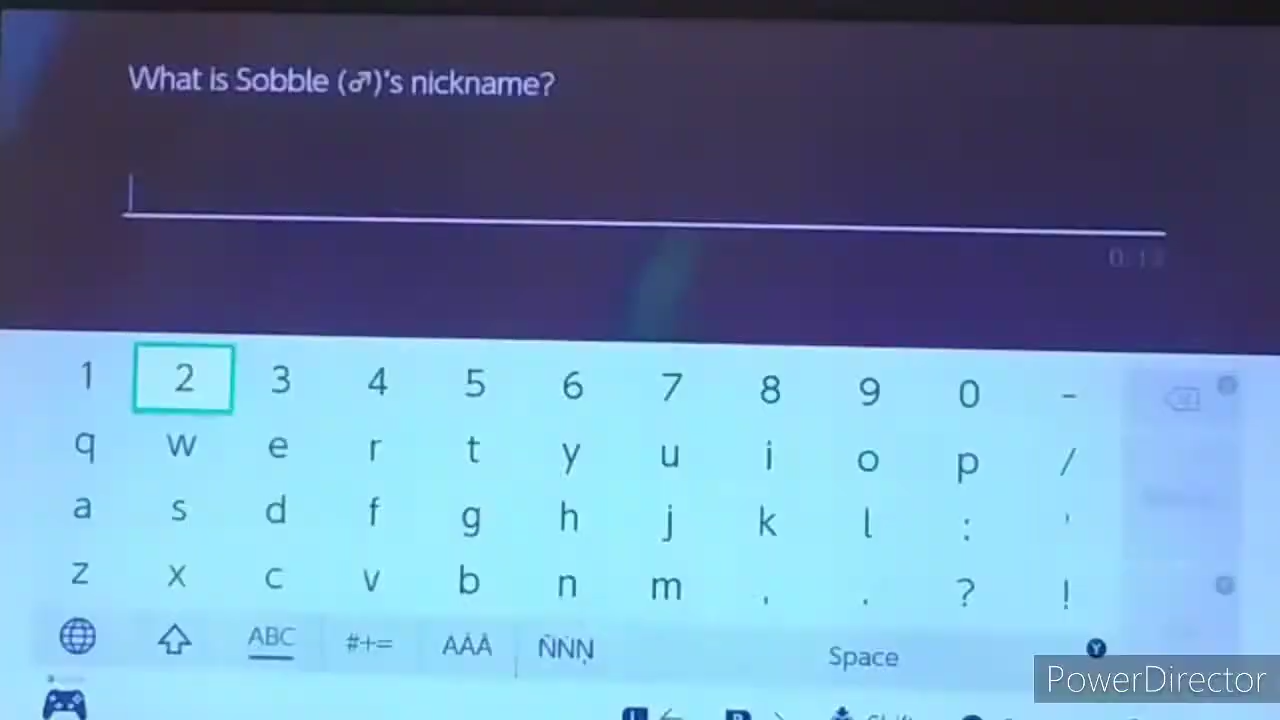 What is Sobble (♂)'s nickname?
1 2 3 4 5 6 7 8 9 0 -
q w e r t y u i o p /
a s d f g h j k l : '
z x c v b n m , . ? !
ABC #+= ÀÁÂ ÑŃŅ Space Y
PowerDirector
L R